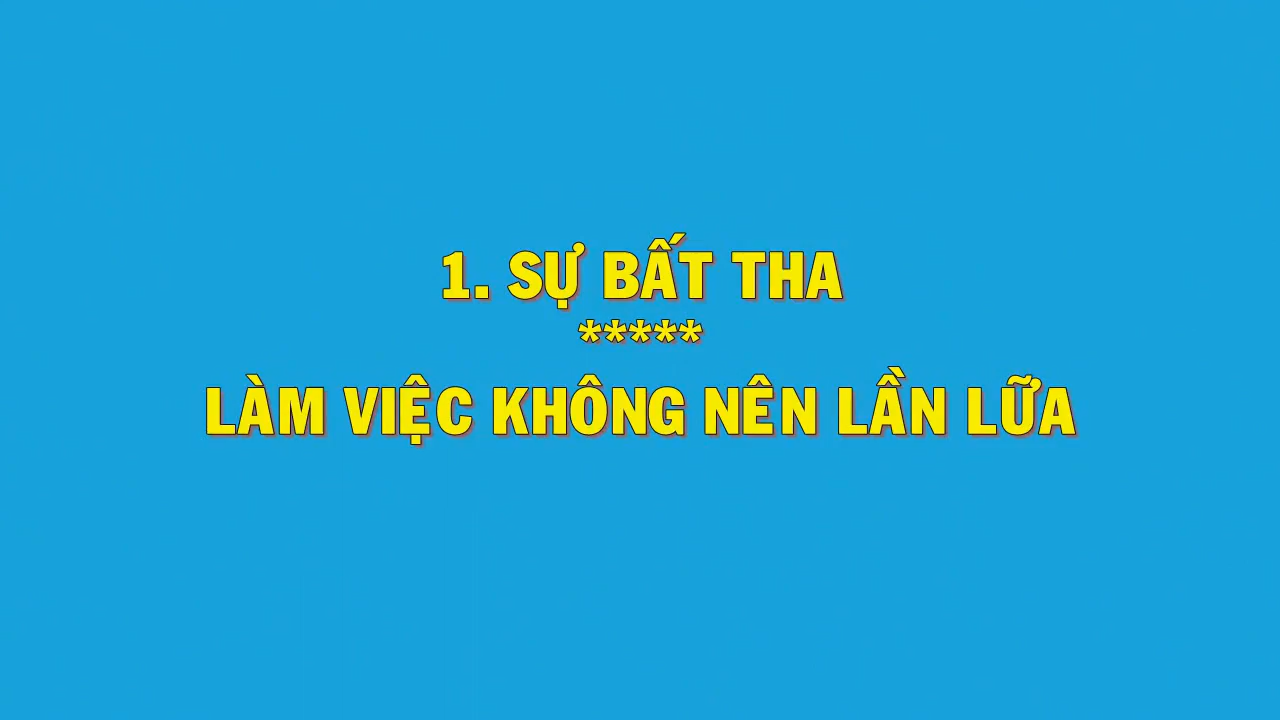 1. SỰ BẤT THA
*****
LÀM VIỆC KHÔNG NÊN LẦN LỮA